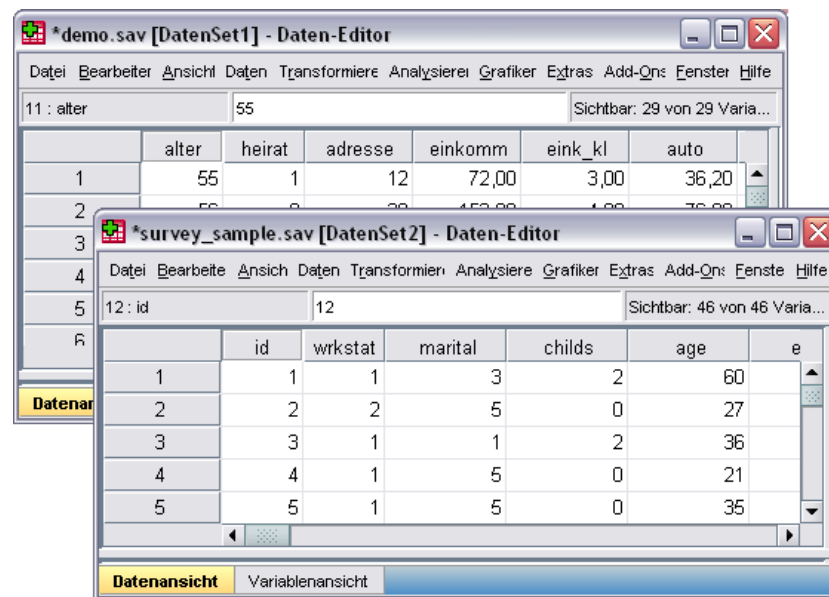 *demo.sav [DatenSet1] - Daten-Editor
Datei Bearbeiter Ansicht Daten Transformiere Analysierei Grafiker Extras Add-Ons Fenster Hilfe
11 : alter 55 Sichtbar: 29 von 29 Varia...
alter heirat adresse einkomm eink_kl auto
1 55 1 12 72,00 3,00 36,20
2
3
4
5
6
Datenan
*survey_sample.sav [DatenSet2] - Daten-Editor
Datei Bearbeite Ansich Daten Transformieri Analysiere Grafiker Extras Add-Ons Fenste Hilfe
12 : id 12 Sichtbar: 46 von 46 Varia...
id wrkstat marital childs age e
1 1 1 3 2 60
2 2 2 5 0 27
3 3 1 1 2 36
4 4 1 5 0 21
5 5 1 5 0 35
Datenansicht Variablenansicht